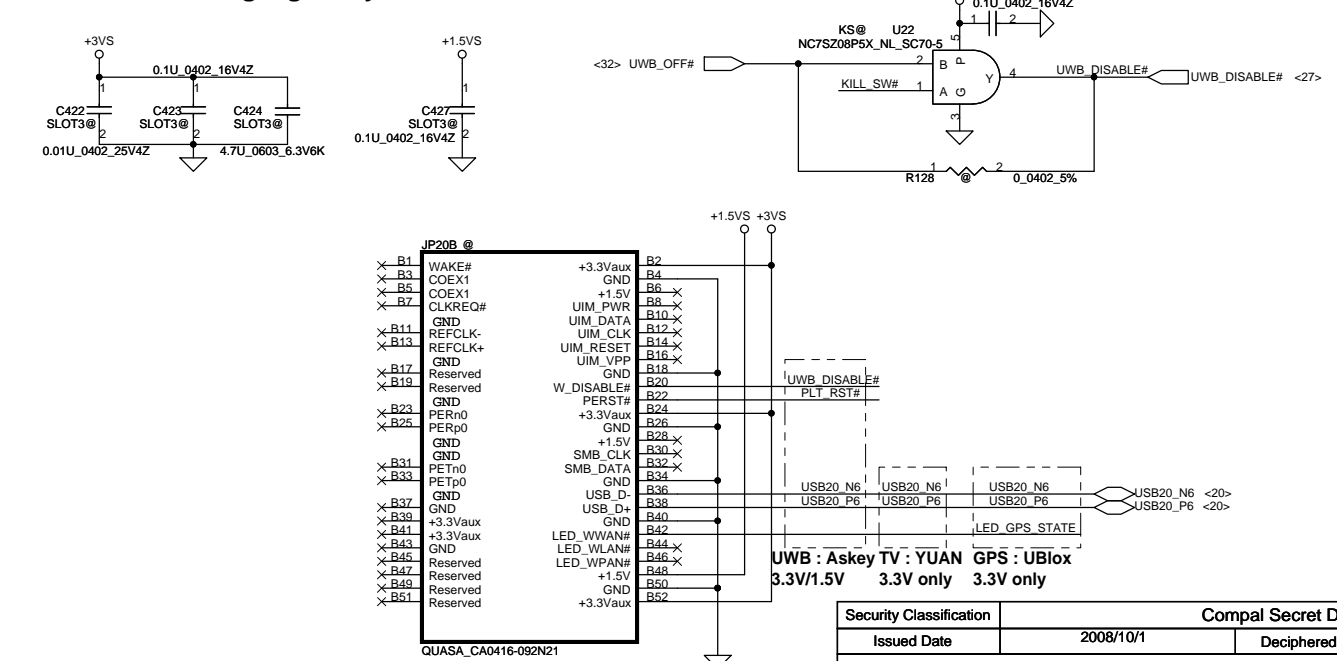 0.1U_0402_16V4Z
1 2
+3VS
+1.5VS
KS@ U22
NC7SZ08P5X_NL_SC70-5
5
<32> UWB_OFF#
2 B P Y 4
UWB_DISABLE#
UWB_DISABLE# <27>
KILL_SW# 1 A G
3
0.1U_0402_16V4Z
1 1 1
C422 C423 C424
SLOT3@ SLOT3@ SLOT3@
2 2
0.01U_0402_25V4Z 4.7U_0603_6.3V6K
C427
SLOT3@
0.1U_0402_16V4Z 2
R128 1 @ 2 0_0402_5%
+1.5VS +3VS
JP20B @
B1 WAKE# +3.3Vaux B2
B3 COEX1 GND B4
B5 COEX1 +1.5V B6
B7 CLKREQ# UIM_PWR B8
GND UIM_DATA B10
B11 REFCLK- UIM_CLK B12
B13 REFCLK+ UIM_RESET B14
GND UIM_VPP B16
B17 Reserved GND B18
B19 Reserved W_DISABLE# B20 UWB_DISABLE#
GND PERST# B22 PLT_RST#
B23 PERn0 +3.3Vaux B24
B25 PERp0 GND B26
GND +1.5V B28
GND SMB_CLK B30
B31 PETn0 SMB_DATA B32
B33 PETp0 GND B34
GND USB_D- B36 USB20_N6 USB20_N6 USB20_N6 USB20_N6 <20>
B37 GND USB_D+ B38 USB20_P6 USB20_P6 USB20_P6 USB20_P6 <20>
B39 +3.3Vaux GND B40
B41 +3.3Vaux LED_WWAN# B42 LED_GPS_STATE
B43 GND LED_WLAN# B44
B45 Reserved LED_WPAN# B46
B47 Reserved +1.5V B48
B49 Reserved GND B50
B51 Reserved +3.3Vaux B52
UWB : Askey TV : YUAN GPS : UBlox
3.3V/1.5V 3.3V only 3.3V only
QUASA_CA0416-092N21
Security Classification Compal Secret D
Issued Date 2008/10/1 Deciphered